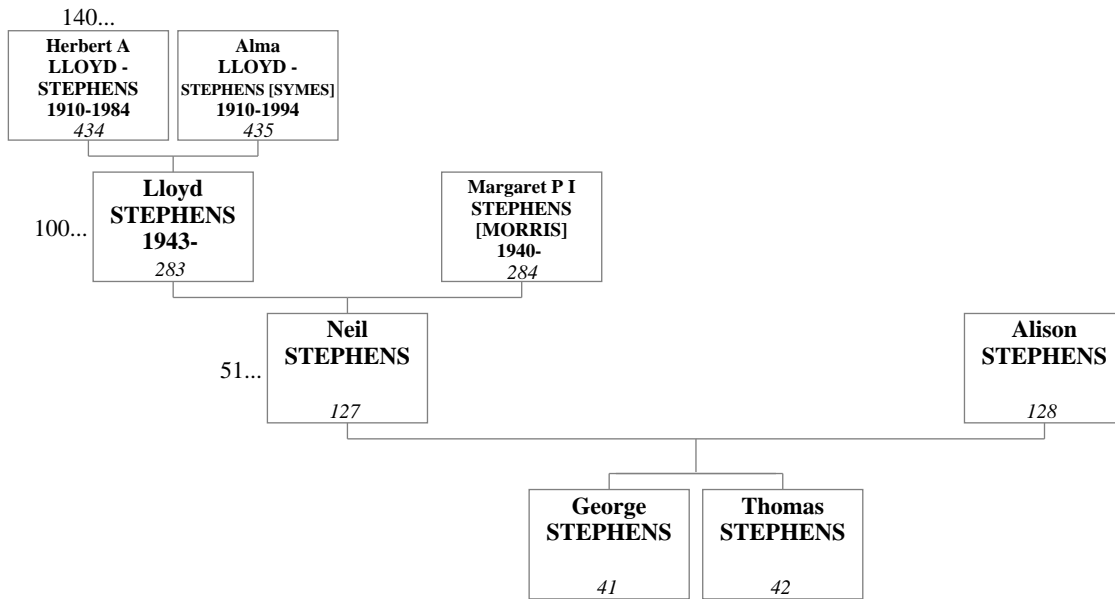 140...
Herbert A
LLOYD -
STEPHENS
1910-1984
434
Alma
LLOYD -
STEPHENS [SYMES]
1910-1994
435
100...
Lloyd
STEPHENS
1943-
283
Margaret P I
STEPHENS
[MORRIS]
1940-
284
51...
Neil
STEPHENS
127
Alison
STEPHENS
128
George
STEPHENS
41
Thomas
STEPHENS
42